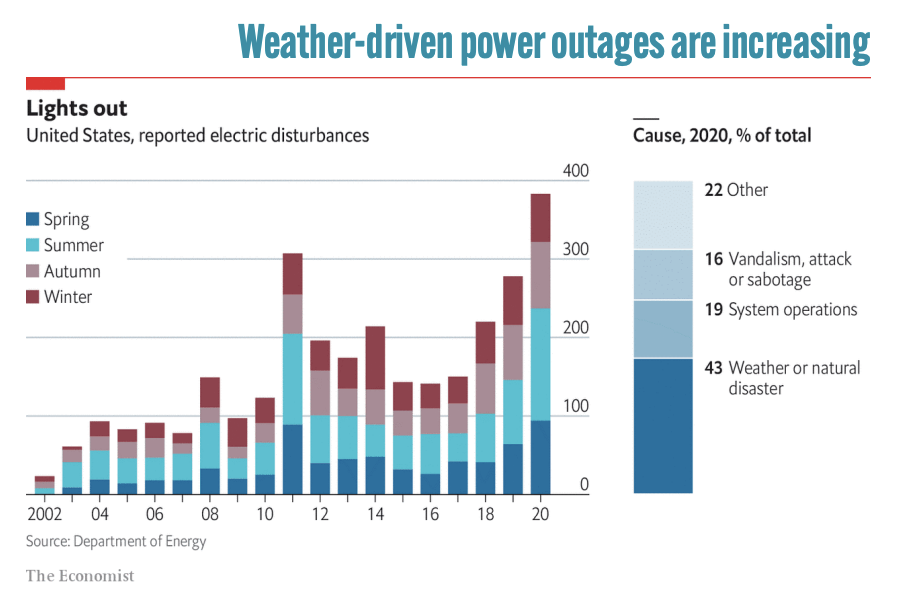 Weather-driven power outages are increasing
Lights out
United States, reported electric disturbances
400
300
200
100
0
Spring
Summer
Autumn
Winter
2002 04 06 08 10 12 14 16 18 20
Source: Department of Energy
The Economist
Cause, 2020, % of total
22 Other
16 Vandalism, attack
or sabotage
19 System operations
43 Weather or natural
disaster